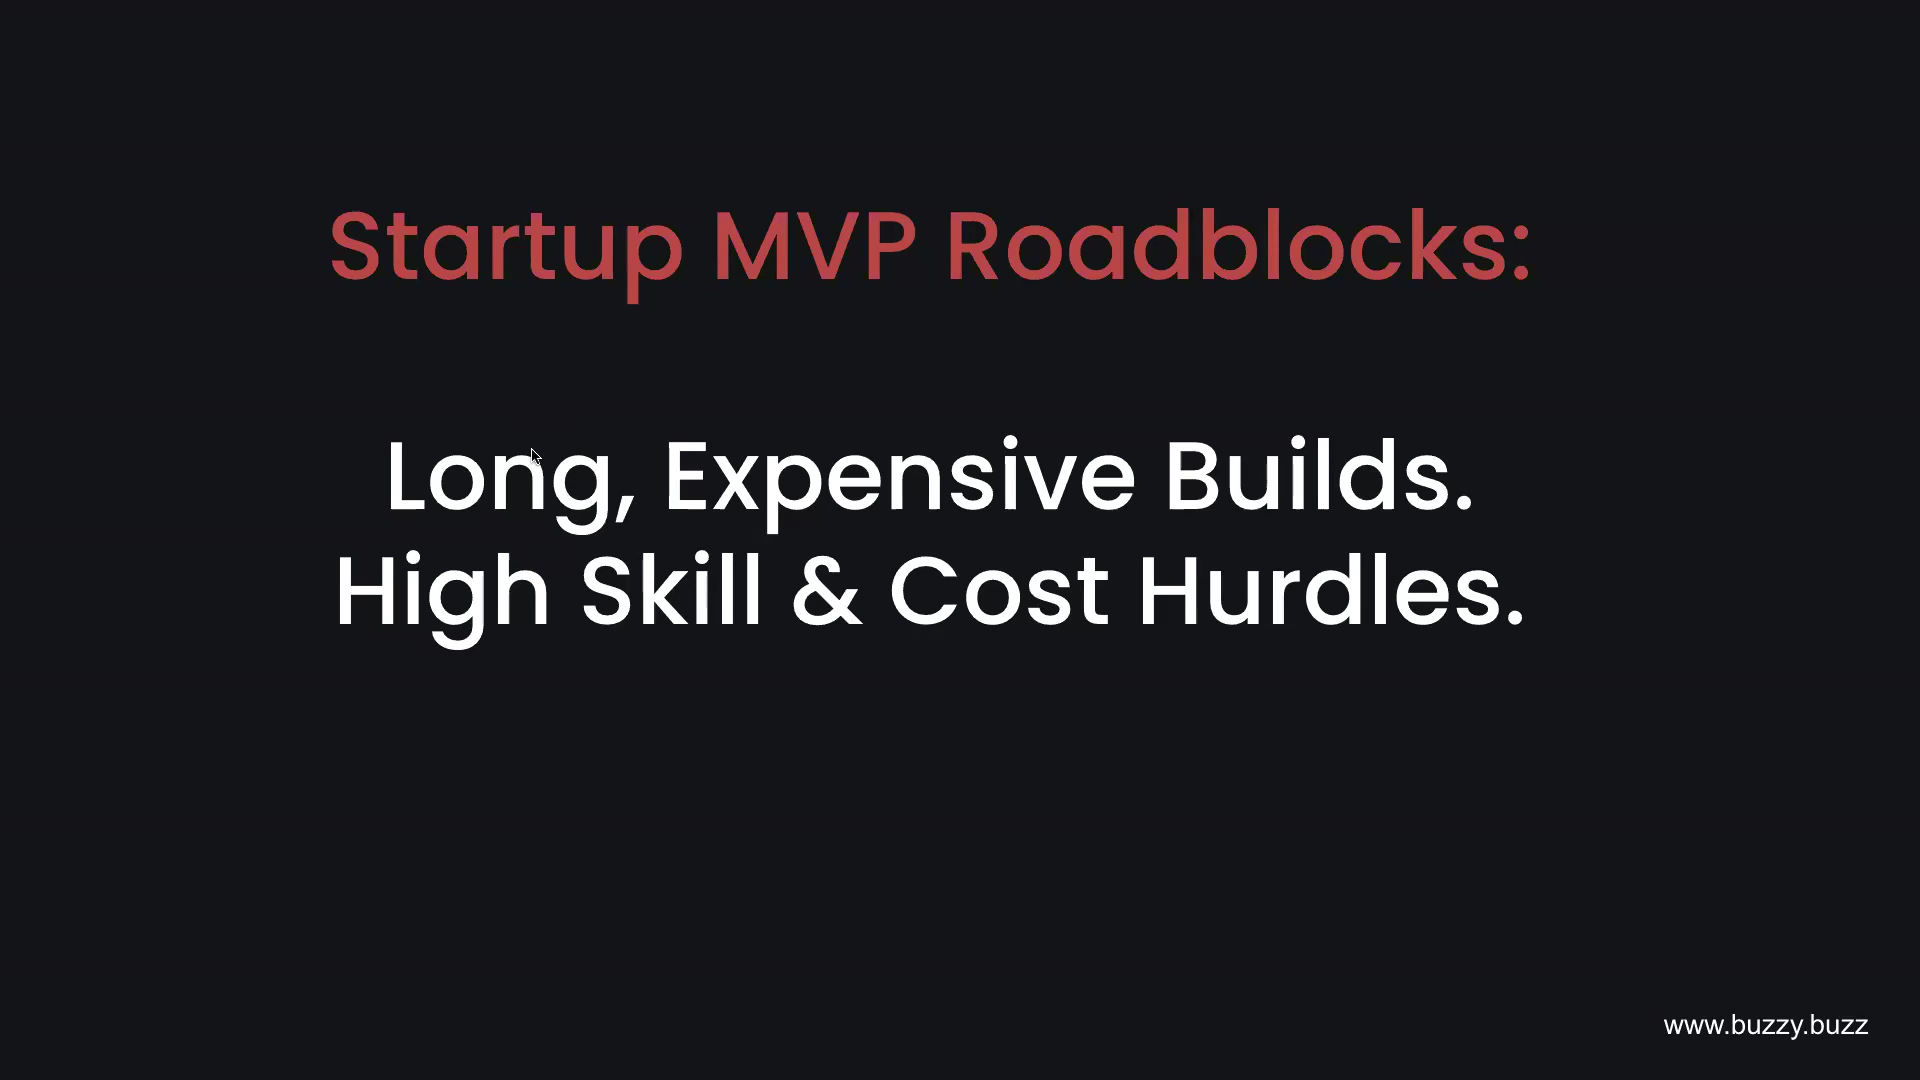 Startup MVP Roadblocks:
Long, Expensive Builds.
High Skill & Cost Hurdles.
www.buzzy.buzz